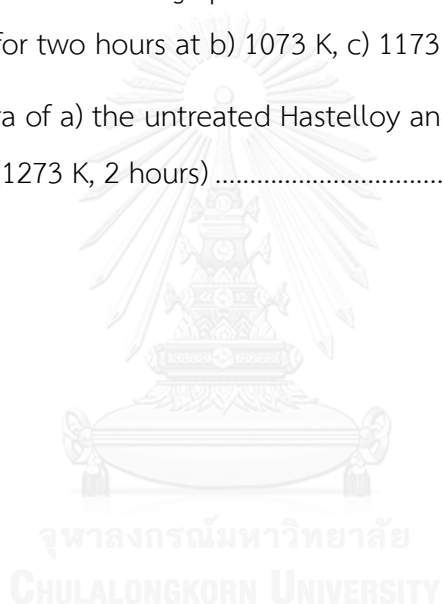 for two hours at b) 1073 K, c) 1173
ra of a) the untreated Hastelloy an
1273 K, 2 hours) .................................
จุฬาลงกรณ์มหาวิทยาลัย
CHULALONGKORN UNIVERSITY